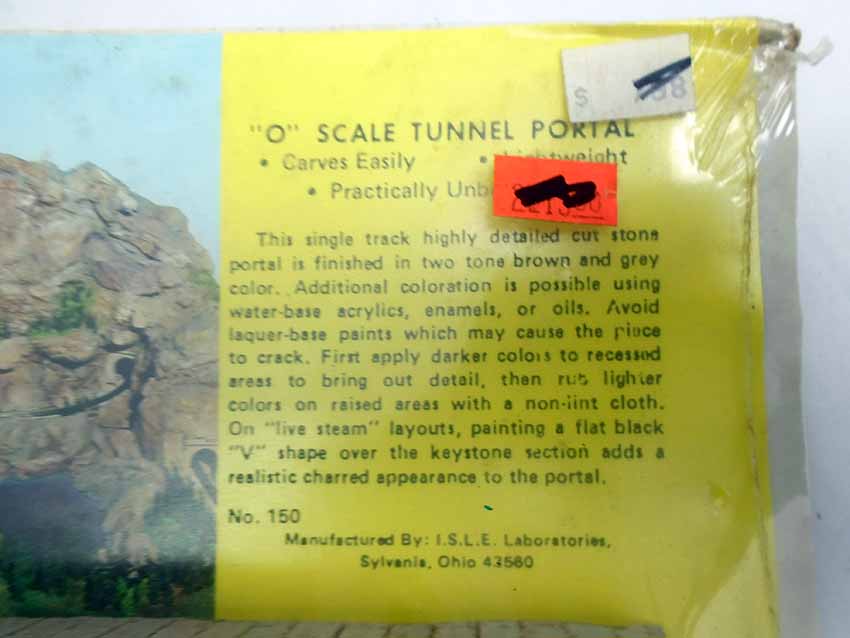 $ .88
"O" SCALE TUNNEL PORTAL
• Carves Easily • Lightweight
• Practically Unb
This single track highly detailed cut stone
portal is finished in two tone brown and grey
color. Additional coloration is possible using
water-base acrylics, enamels, or oils. Avoid
laquer-base paints which may cause the piece
to crack. First apply darker colors to recessed
areas to bring out detail, then rub lighter
colors on raised areas with a non-lint cloth.
On "live steam" layouts, painting a flat black
"V" shape over the keystone section adds a
realistic charred appearance to the portal.
No. 150
Manufactured By: I.S.L.E. Laboratories,
Sylvania, Ohio 43560